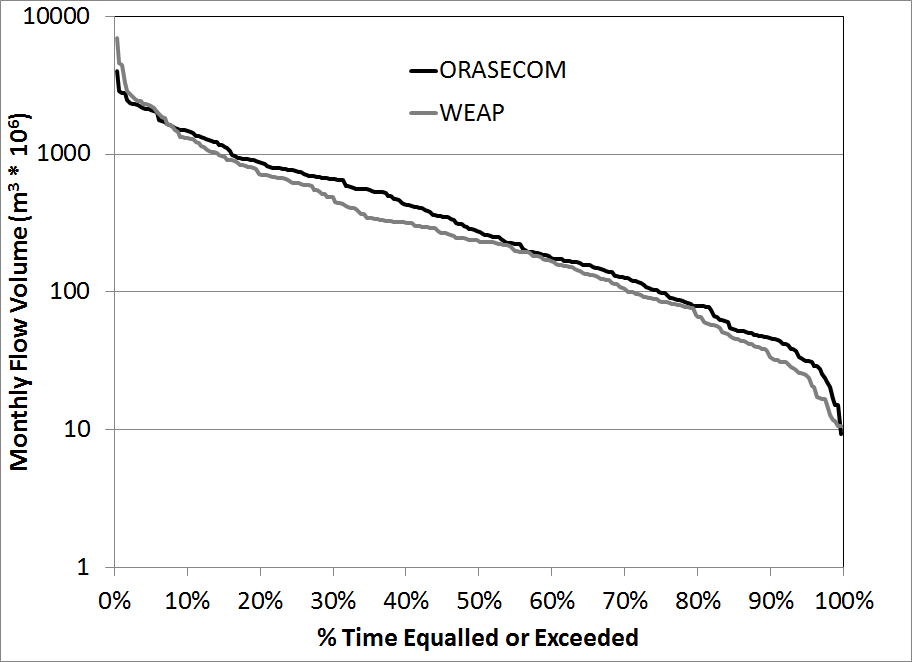 10000
1000
100
10
1
Monthly Flow Volume (m³ * 10⁶)
ORASECOM
WEAP
0% 10% 20% 30% 40% 50% 60% 70% 80% 90% 100%
% Time Equalled or Exceeded